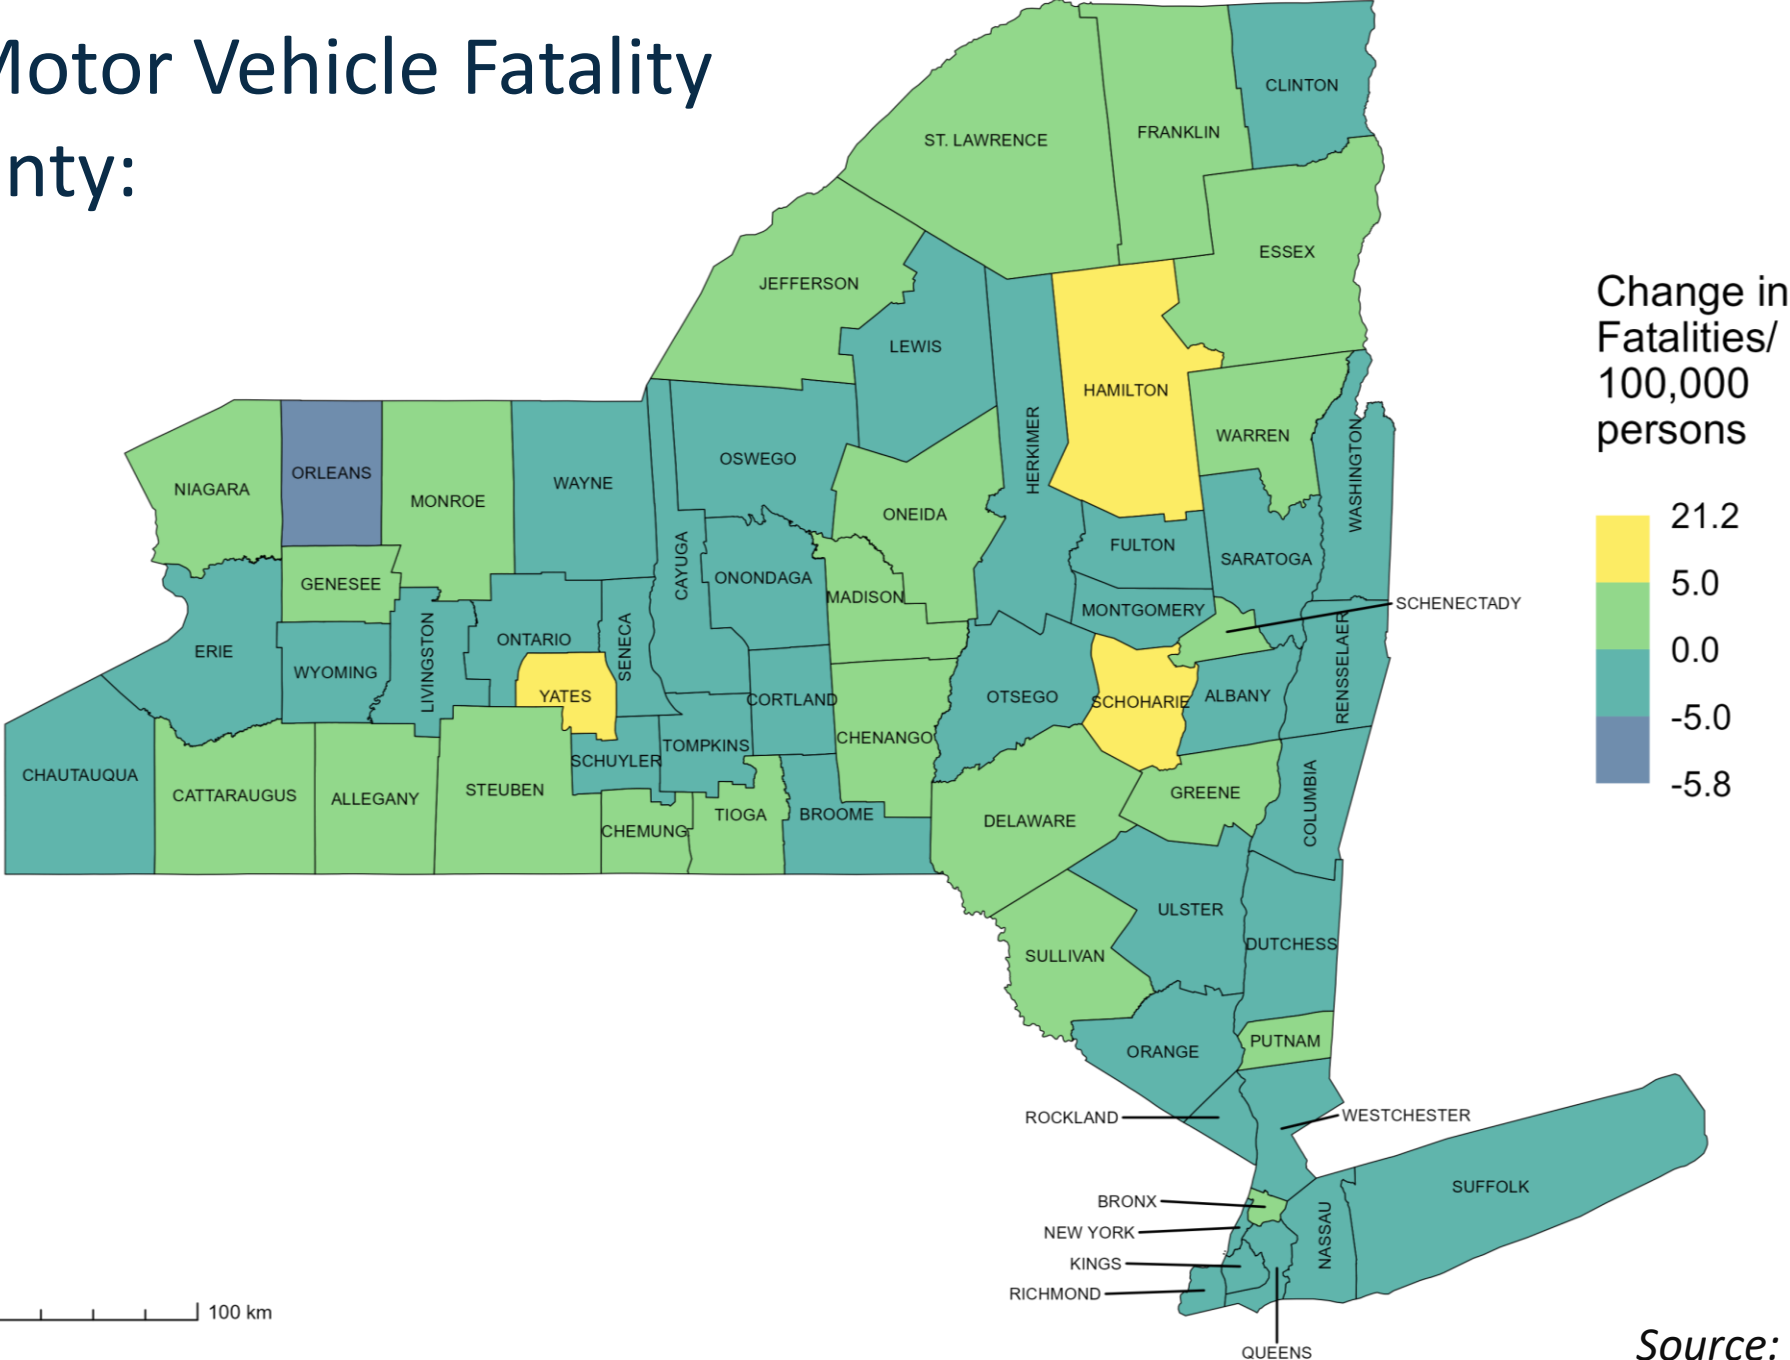 Motor Vehicle Fatality
nty:
CLINTON
FRANKLIN
ST. LAWRENCE
ESSEX
JEFFERSON
LEWIS
HAMILTON
HERKIMER
WARREN
WASHINGTON
OSWEGO
ORLEANS
NIAGARA
MONROE
WAYNE
ONEIDA
FULTON
SARATOGA
CAYUGA
ONONDAGA
GENESEE
MADISON
MONTGOMERY
SCHENECTADY
ERIE
WYOMING
LIVINGSTON
ONTARIO
SENECA
YATES
CORTLAND
OTSEGO
SCHOHARIE
ALBANY
RENSSELAER
CHENANGO
TOMPKINS
SCHUYLER
CHAUTAUQUA
CATTARAUGUS
ALLEGANY
STEUBEN
CHEMUNG
TIOGA
BROOME
DELAWARE
GREENE
COLUMBIA
ULSTER
DUTCHESS
SULLIVAN
ORANGE
PUTNAM
ROCKLAND
WESTCHESTER
BRONX
NEW YORK
KINGS
RICHMOND
QUEENS
NASSAU
SUFFOLK
Change in
Fatalities/
100,000
persons
21.2
5.0
0.0
-5.0
-5.8
100 km
Source: